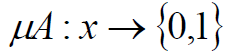 μA : x → {0,1}